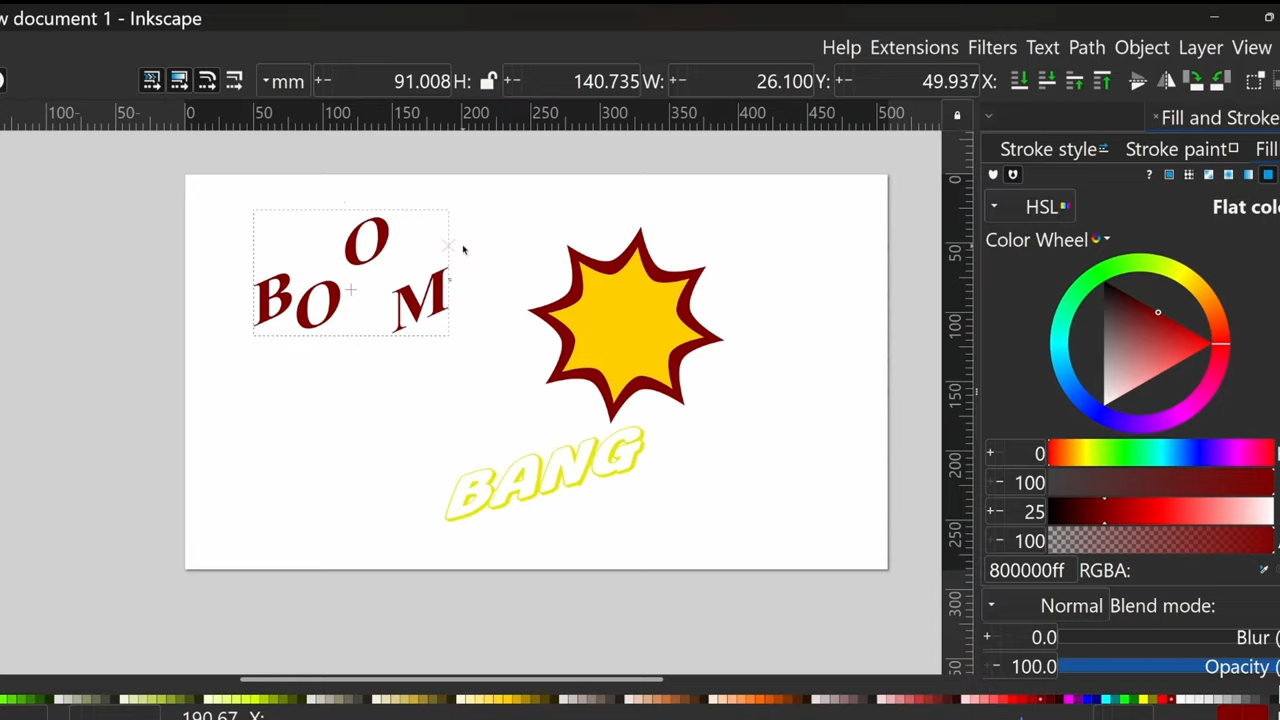 w document 1 - Inkscape
Help Extensions Filters Text Path Object Layer View
mm 91.008 H: 140.735 W: 26.100 Y: 49.937 X:
100- 50- 0 50 100 150 200 250 300 350 400 450 500
Fill and Stroke
Stroke style Stroke paint Fill
?
HSL Flat colo
Color Wheel
0 50 100 150 200 250 300
BOOM
BANG
0
100
25
100
800000ff RGBA:
Normal Blend mode:
0.0 Blur (
100.0 Opacity (
190.67 X: